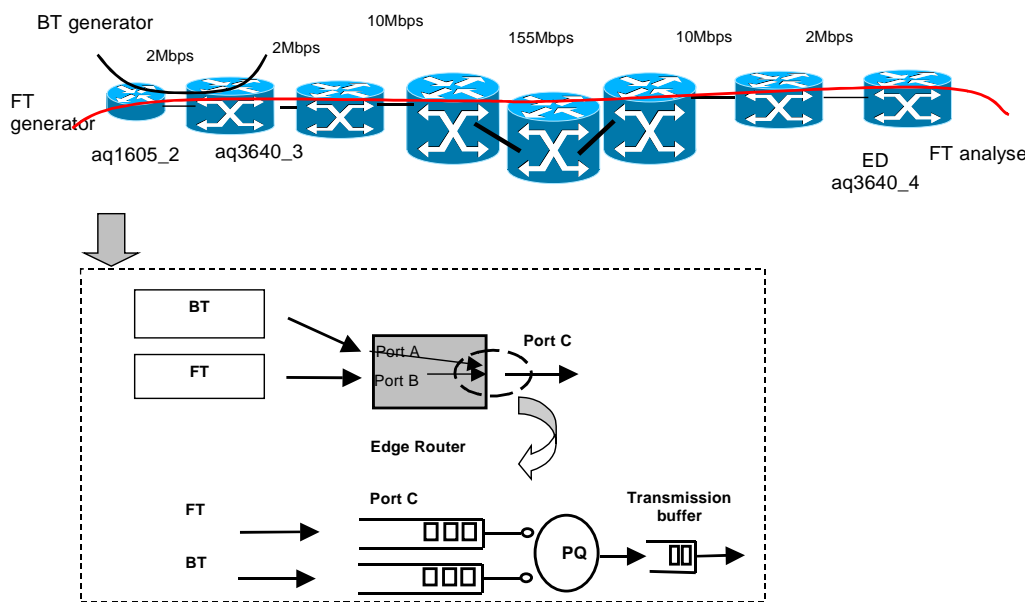 BT generator
10Mbps
2Mbps
2Mbps
155Mbps
10Mbps
2Mbps
FT
generator
aq1605_2
aq3640_3
ED
aq3640_4
FT analyse
BT
FT
Port A
Port B
Port C
Edge Router
FT
BT
Port C
PQ
Transmission
buffer